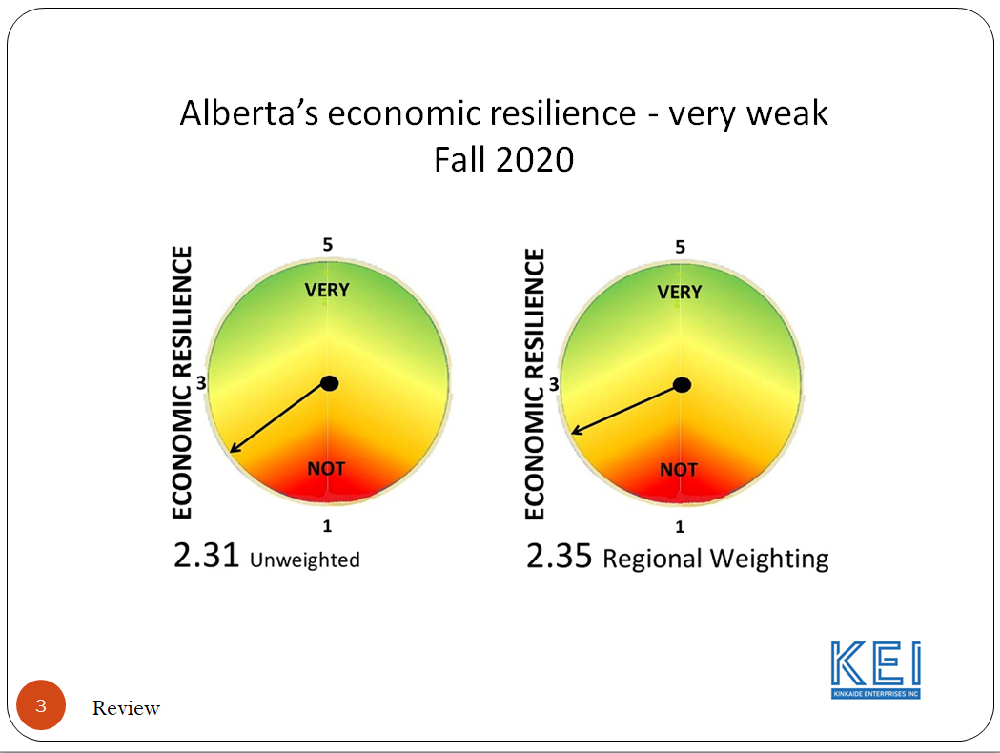 Alberta’s economic resilience - very weak
Fall 2020
ECONOMIC RESILIENCE
5
VERY
3
NOT
1
2.31 Unweighted
ECONOMIC RESILIENCE
5
VERY
3
NOT
1
2.35 Regional Weighting
KEI
KINKAIDE ENTERPRISES INC
3
Review